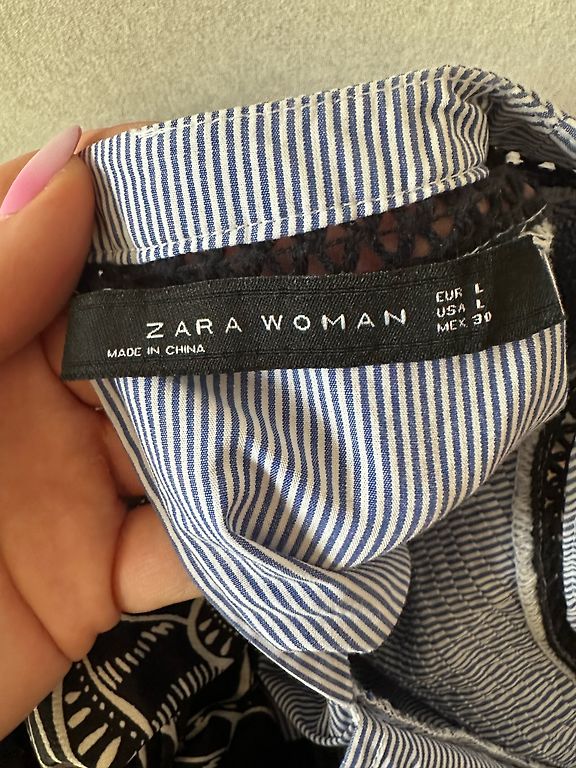 ZARA WOMAN
MADE IN CHINA
EUR L
USA L
MEX 30